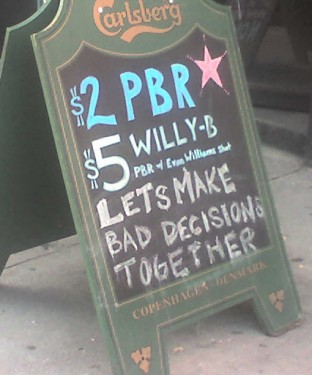 Carlsberg
$2 PBR
$5 WILLY-B
PBR & Evan Williams Shot
LETS MAKE
BAD DECISIONS
TOGETHER
COPENHAGEN DENMARK